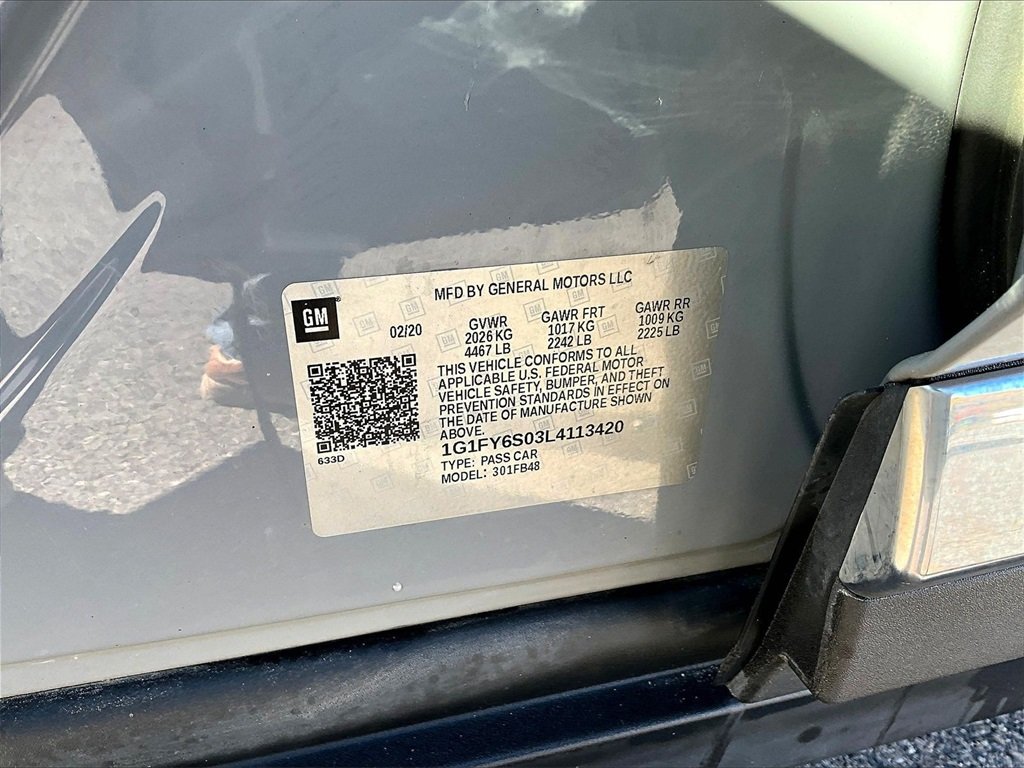 MFD BY GENERAL MOTORS LLC
GM
02/20
GVWR
2026 KG
4467 LB
GAWR FRT
1017 KG
2242 LB
GAWR RR
1009 KG
2225 LB
THIS VEHICLE CONFORMS TO ALL
APPLICABLE U.S. FEDERAL MOTOR
VEHICLE SAFETY, BUMPER, AND THEFT
PREVENTION STANDARDS IN EFFECT ON
THE DATE OF MANUFACTURE SHOWN
ABOVE.
1G1FY6S03L4113420
TYPE: PASS CAR
MODEL: 301FB48
633D